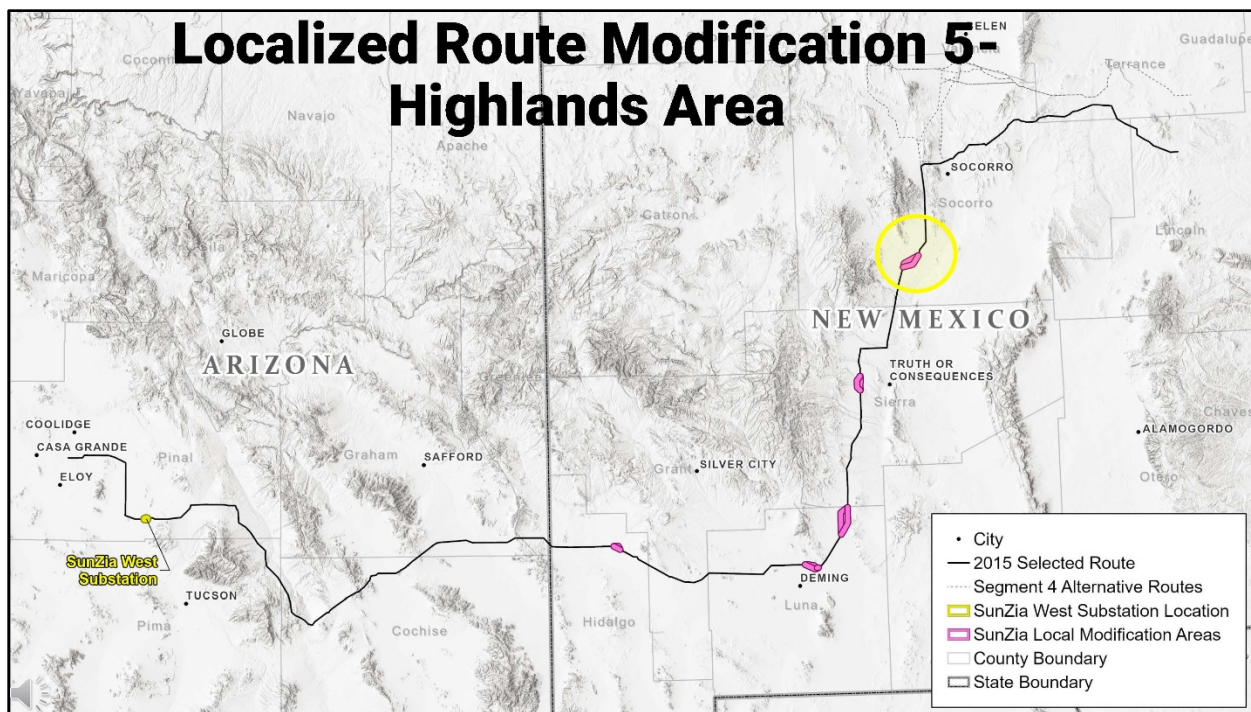 Localized Route Modification 5-
Highlands Area
BELEN
Guadalupe
Torrance
Yavapai
Navajo
Apache
SOCORRO
Socorro
Catron
Lincoln
Maricopa
GLOBE
ARIZONA
NEW MEXICO
TRUTH OR
CONSEQUENCES
Sierra
Chaves
COOLIDGE
CASA GRANDE
ELOY
Pinal
Graham
SAFFORD
Grant
SILVER CITY
ALAMOGORDO
Otero
SunZia West
Substation
TUCSON
Pima
Cochise
Hidalgo
DEMING
Luna
City
2015 Selected Route
Segment 4 Alternative Routes
SunZia West Substation Location
SunZia Local Modification Areas
County Boundary
State Boundary